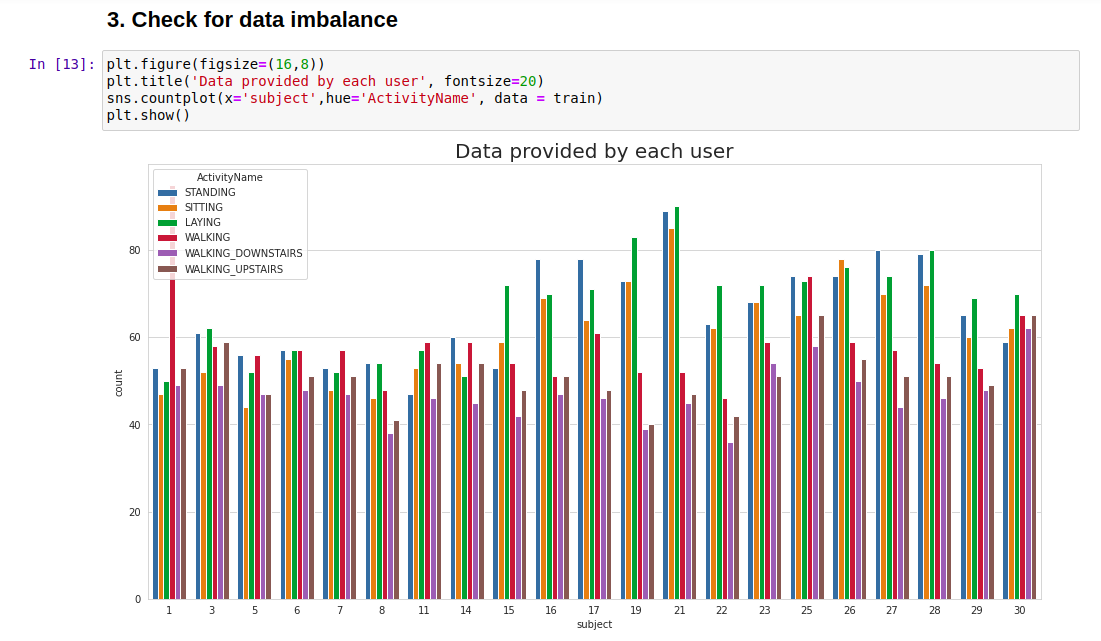 3. Check for data imbalance
In [13]:
plt.figure(figsize=(16,8))
plt.title('Data provided by each user', fontsize=20)
sns.countplot(x='subject',hue='ActivityName', data = train)
plt.show()
Data provided by each user
ActivityName
STANDING
SITTING
LAYING
WALKING
WALKING_DOWNSTAIRS
WALKING_UPSTAIRS
80
60
40
20
0
count
1 3 5 6 7 8 11 14 15 16 17 19 21 22 23 25 26 27 28 29 30
subject